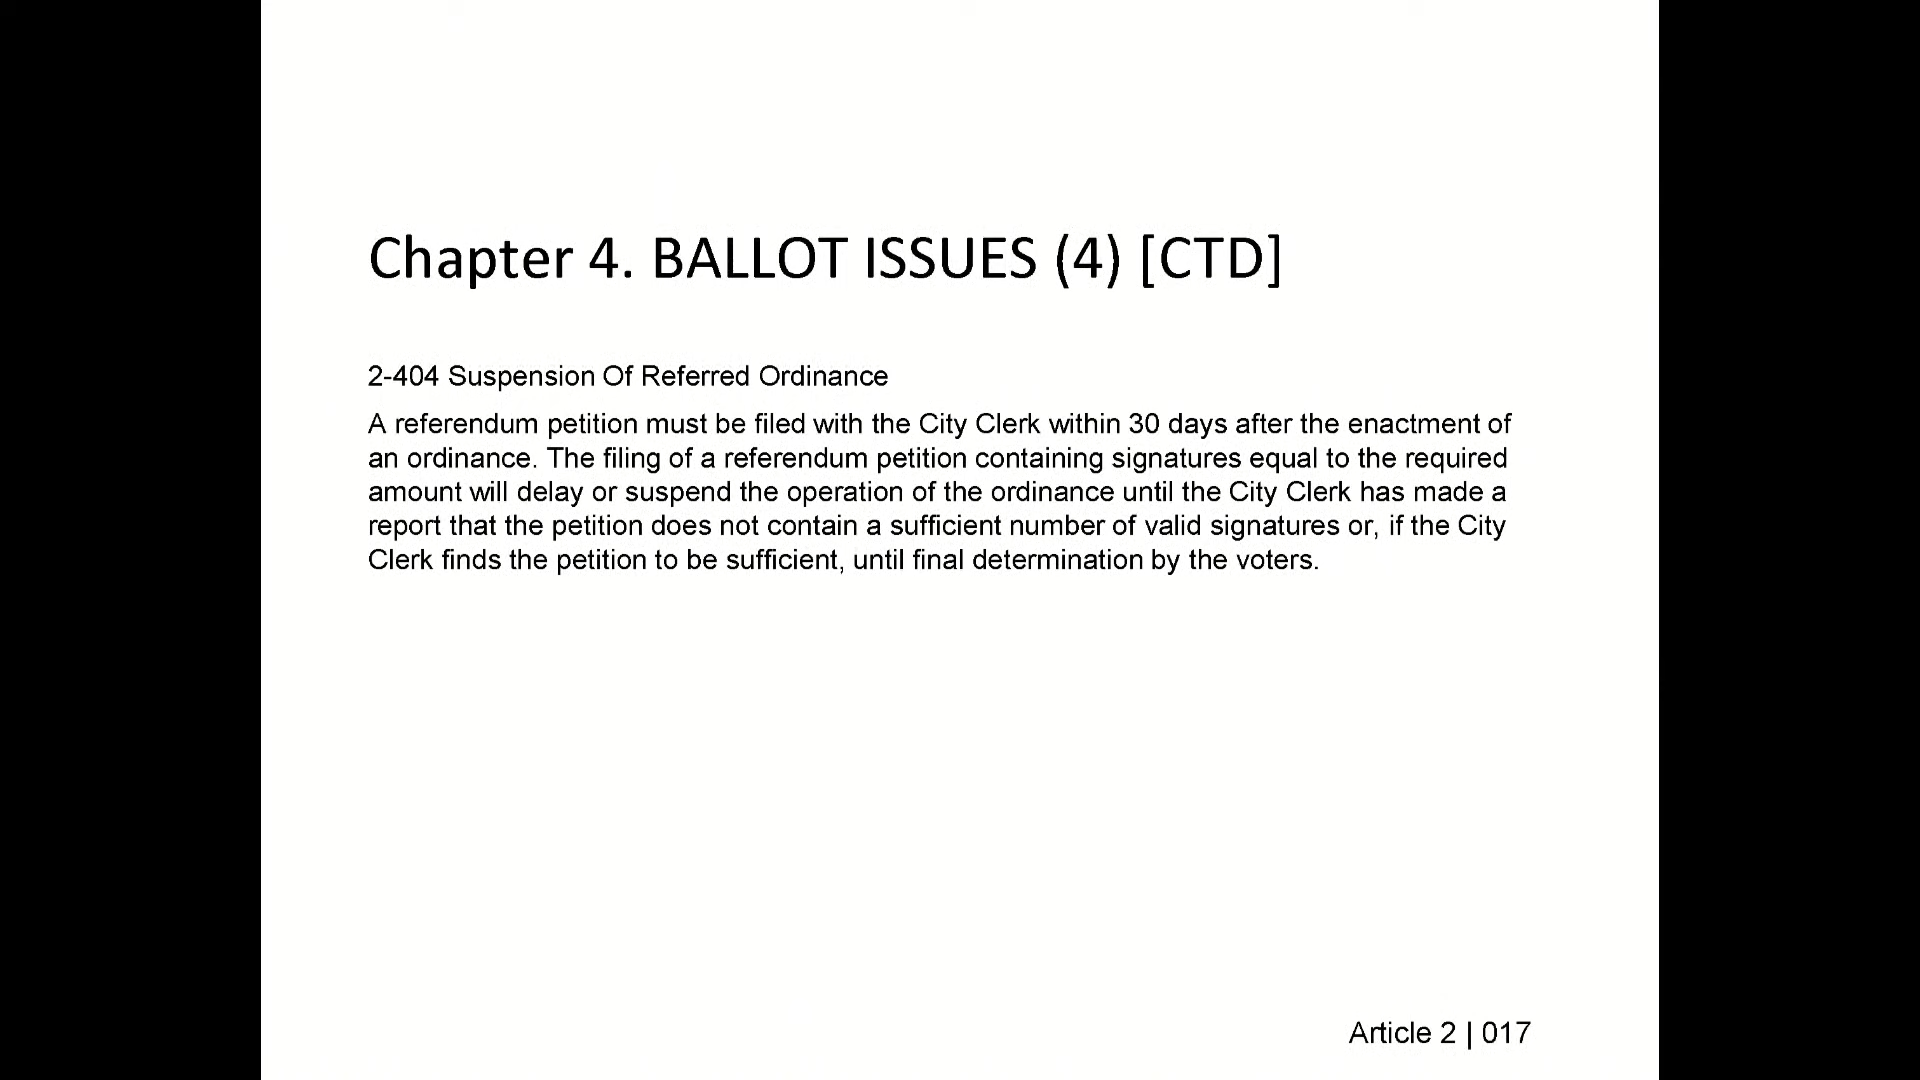 Chapter 4. BALLOT ISSUES (4) [CTD]
2-404 Suspension Of Referred Ordinance
A referendum petition must be filed with the City Clerk within 30 days after the enactment of
an ordinance. The filing of a referendum petition containing signatures equal to the required
amount will delay or suspend the operation of the ordinance until the City Clerk has made a
report that the petition does not contain a sufficient number of valid signatures or, if the City
Clerk finds the petition to be sufficient, until final determination by the voters.
Article 2 | 017